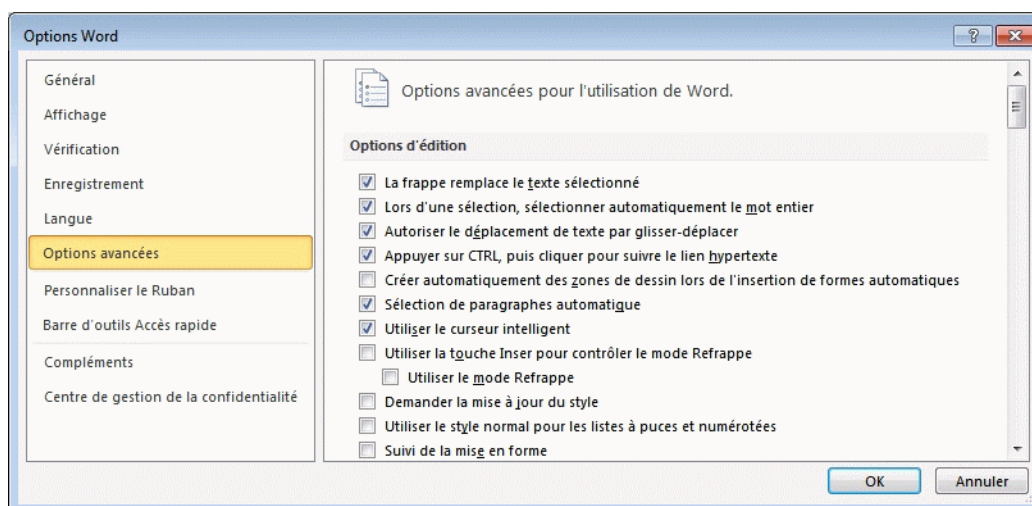 Options Word
Général
Affichage
Vérification
Enregistrement
Langue
Options avancées
Personnaliser le Ruban
Barre d'outils Accès rapide
Compléments
Centre de gestion de la confidentialité
Options avancées pour l'utilisation de Word.
Options d'édition
La frappe remplace le texte sélectionné
Lors d'une sélection, sélectionner automatiquement le mot entier
Autoriser le déplacement de texte par glisser-déplacer
Appuyer sur CTRL, puis cliquer pour suivre le lien hypertexte
Créer automatiquement des zones de dessin lors de l'insertion de formes automatiques
Sélection de paragraphes automatique
Utiliser le curseur intelligent
Utiliser la touche Inser pour contrôler le mode Refrappe
Utiliser le mode Refrappe
Demander la mise à jour du style
Utiliser le style normal pour les listes à puces et numérotées
Suivi de la mise en forme
OK
Annuler